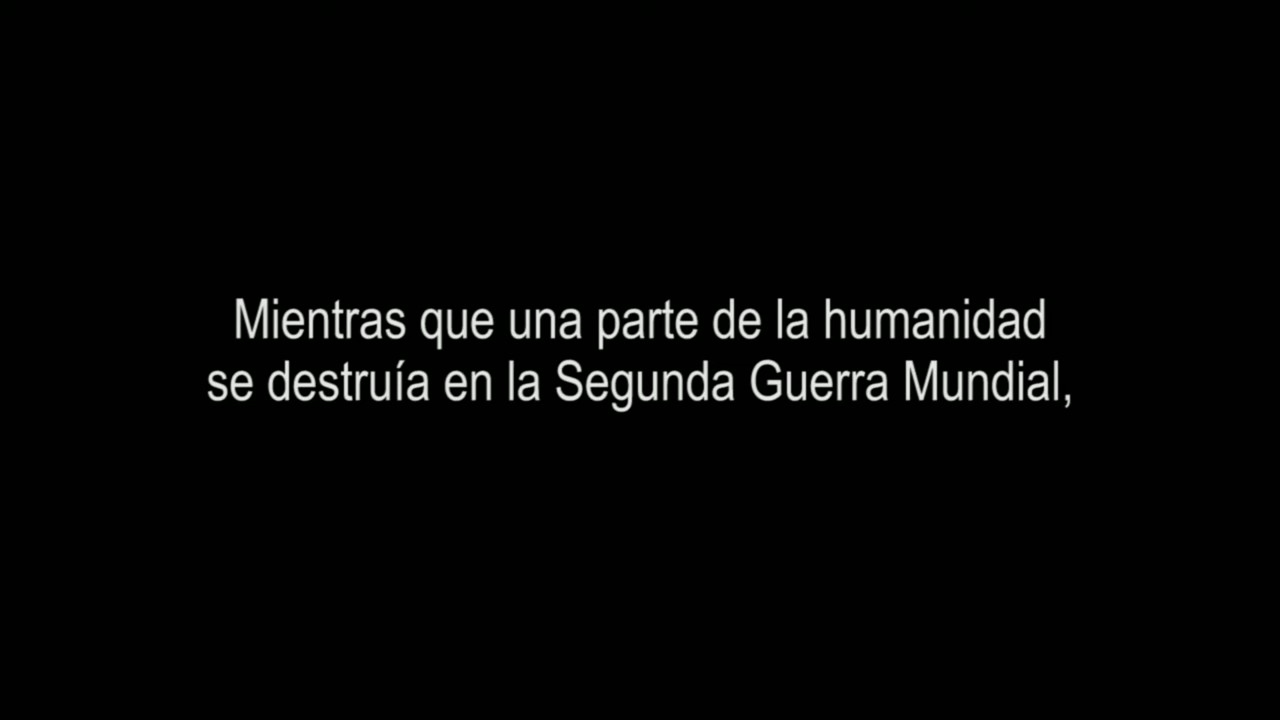 Mientras que una parte de la humanidad
se destruía en la Segunda Guerra Mundial,